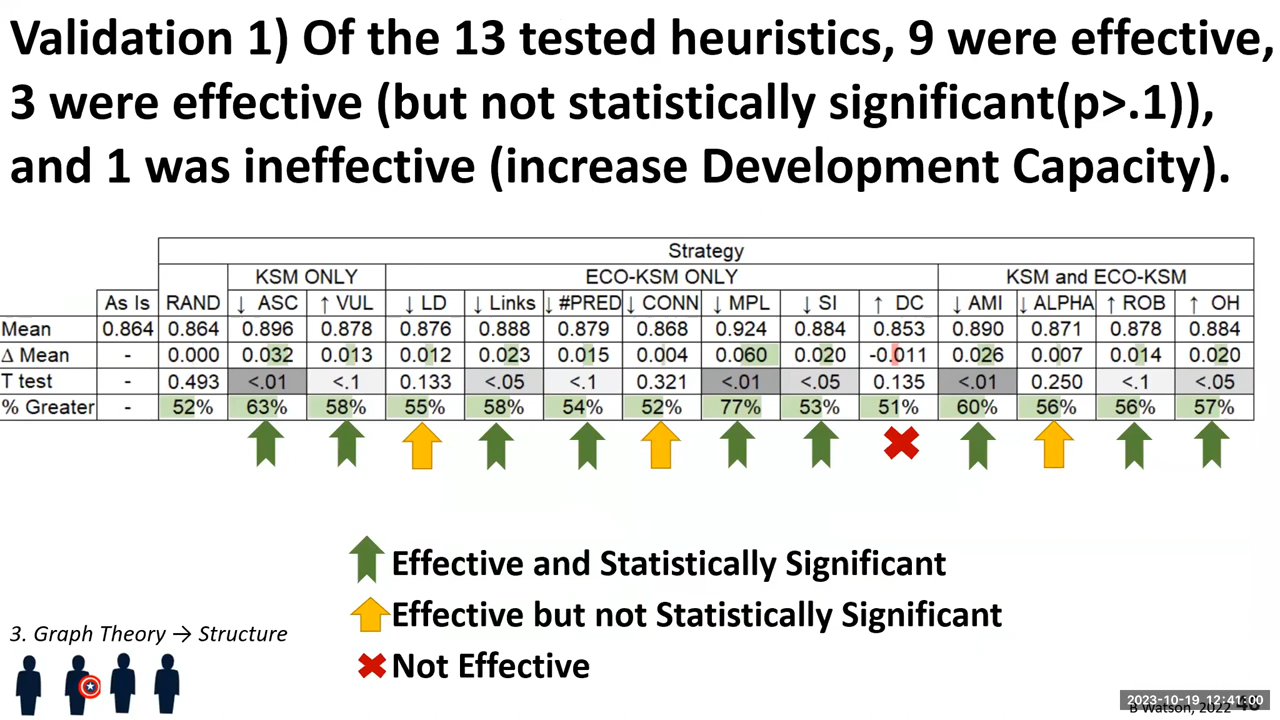 Validation 1) Of the 13 tested heuristics, 9 were effective,
3 were effective (but not statistically significant(p>.1)),
and 1 was ineffective (increase Development Capacity).
Strategy
KSM ONLY ECO-KSM ONLY KSM and ECO-KSM
As Is RAND ↓ ASC ↑ VUL ↓ LD ↓ Links ↓ #PRED ↓ CONN ↓ MPL ↓ SI ↑ DC ↓ AMI ↓ ALPHA ↑ ROB ↑ OH
Mean 0.864 0.864 0.896 0.878 0.876 0.888 0.879 0.868 0.924 0.884 0.853 0.890 0.871 0.878 0.884
Δ Mean - 0.000 0.032 0.013 0.012 0.023 0.015 0.004 0.060 0.020 -0.011 0.026 0.007 0.014 0.020
T test - 0.493 <.01 <.1 0.133 <.05 <.1 0.321 <.01 <.05 0.135 <.01 0.250 <.1 <.05
% Greater - 52% 63% 58% 55% 58% 54% 52% 77% 53% 51% 60% 56% 56% 57%
Effective and Statistically Significant
Effective but not Statistically Significant
Not Effective
3. Graph Theory → Structure
2023-10-19 12:41:00
B Watson, 2022